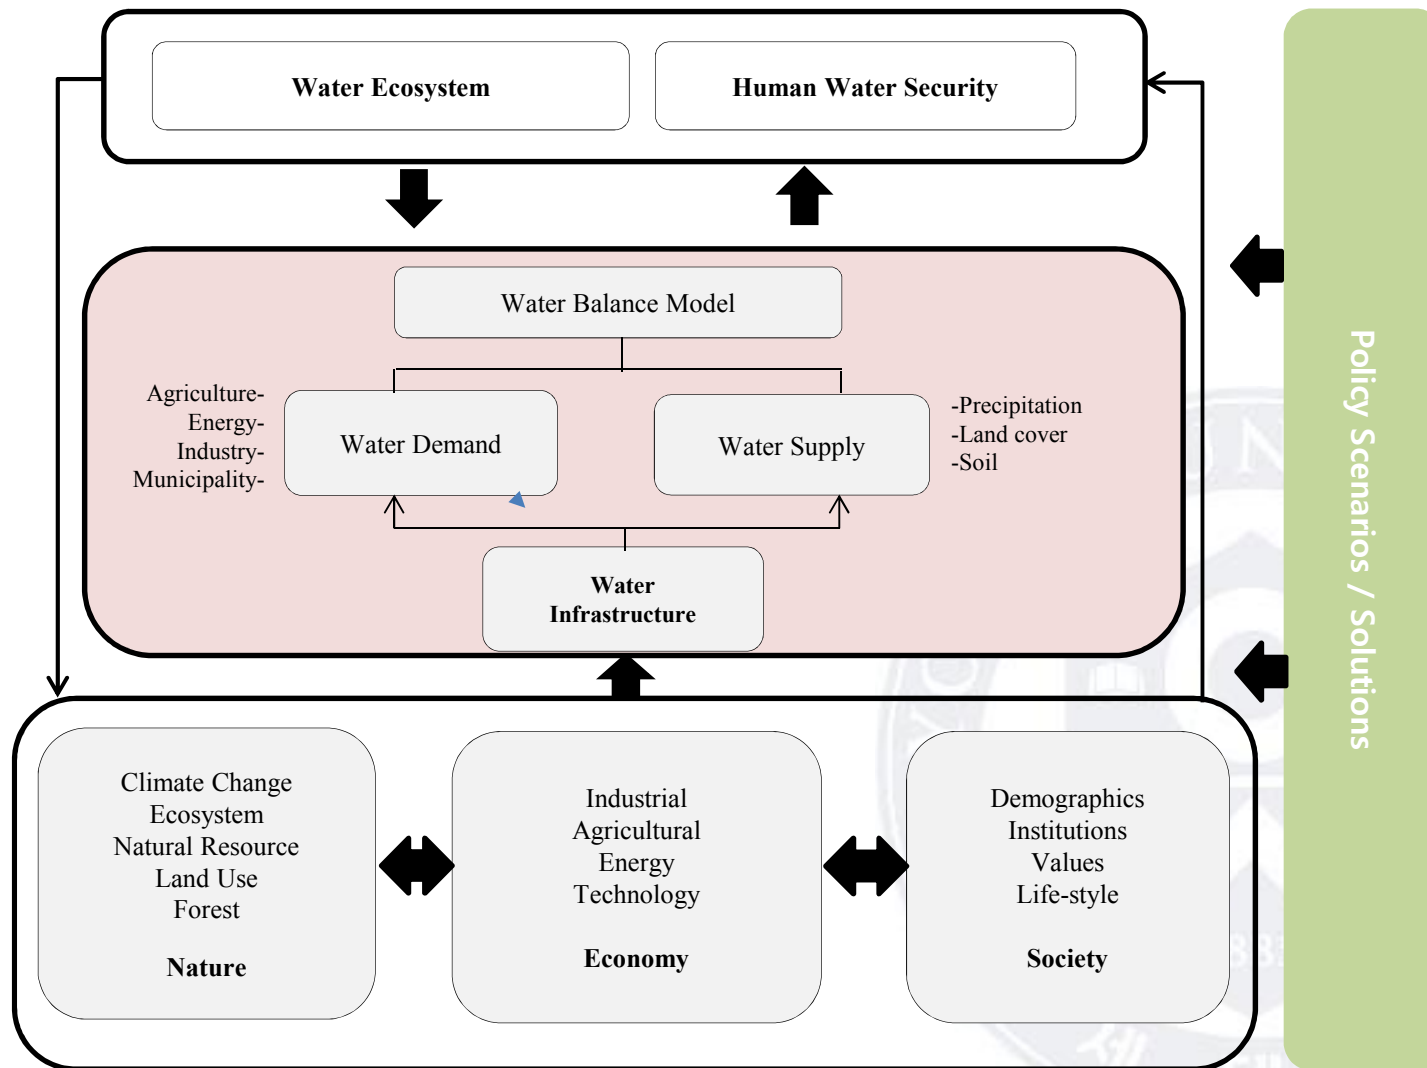 Water Ecosystem
Human Water Security
Water Balance Model
Agriculture-
Energy-
Industry-
Municipality-
Water Demand
Water Supply
-Precipitation
-Land cover
-Soil
Water
Infrastructure
Climate Change
Ecosystem
Natural Resource
Land Use
Forest
Nature
Industrial
Agricultural
Energy
Technology
Economy
Demographics
Institutions
Values
Life-style
Society
Policy Scenarios / Solutions